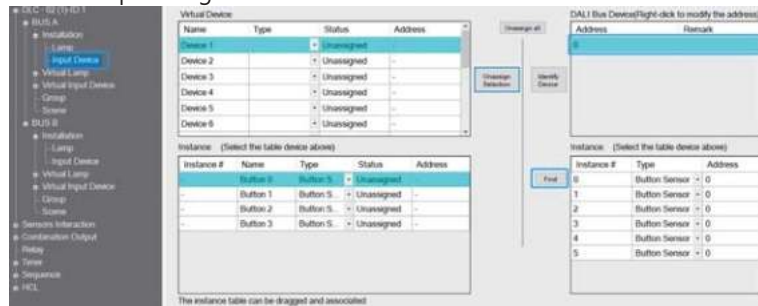 DLC - 02 (1)-ID 1
BUS A
Installation
Lamp
Input Device
Virtual Lamp
Virtual Input Device
Group
Scene
BUS B
Installation
Lamp
Input Device
Virtual Lamp
Virtual Input Device
Group
Scene
Sensors Interaction
Combination Output
Relay
Timer
Sequence
HCL
Virtual Device
Name Type Status Address
Device 1 Unassigned
Device 2 Unassigned -
Device 3 Unassigned -
Device 4 Unassigned -
Device 5 Unassigned -
Device 6 Unassigned -
Instance: (Select the table device above)
Instance # Name Type Status Address
Button 0 Button S... Unassigned
- Button 1 Button S... Unassigned -
- Button 2 Button S... Unassigned -
- Button 3 Button S... Unassigned -
The instance table can be dragged and associated
Unassign all
Unassign Selection
Identify Device
Find
DALI Bus Device(Right-click to modify the address
Address Remark
0
Instance: (Select the table device above)
Instance # Type Address
0 Button Sensor 0
1 Button Sensor 0
2 Button Sensor 0
3 Button Sensor 0
4 Button Sensor 0
5 Button Sensor 0